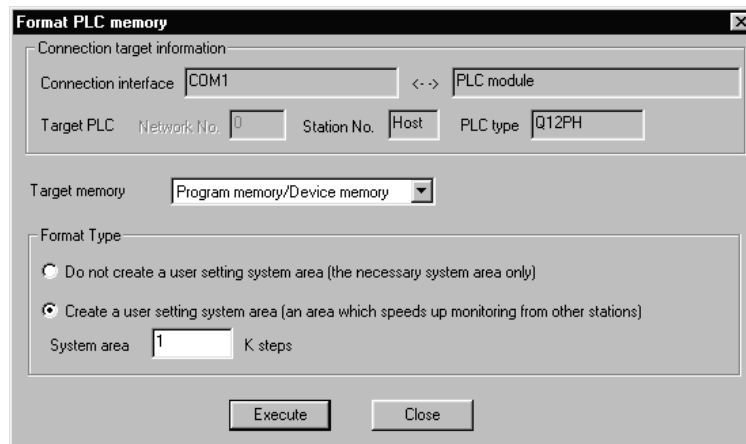 Format PLC memory
Connection target information
Connection interface COM1 <--> PLC module
Target PLC Network No. 0 Station No. Host PLC type Q12PH
Target memory Program memory/Device memory
Format Type
Do not create a user setting system area (the necessary system area only)
Create a user setting system area (an area which speeds up monitoring from other stations)
System area 1 K steps
Execute Close